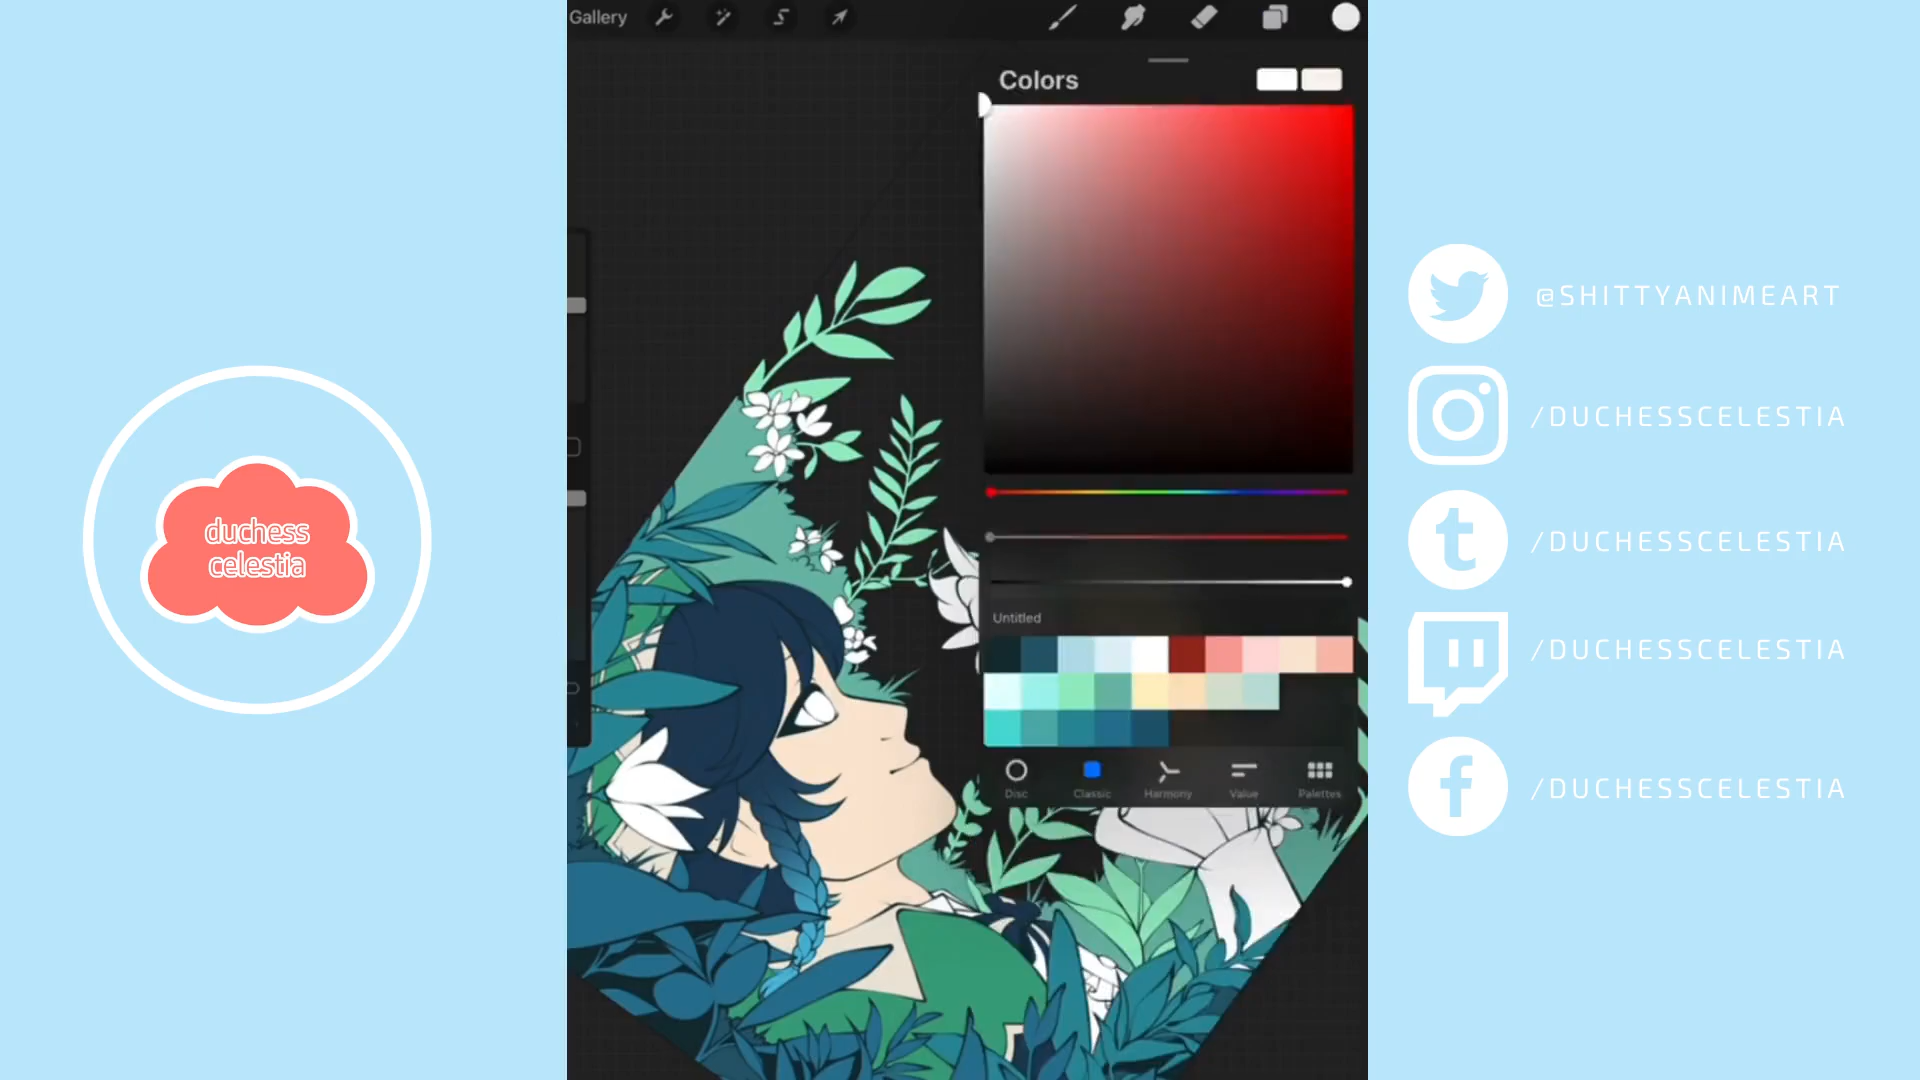 Gallery
Colors
Untitled
Disc
Classic
Harmony
Value
Palettes
duchess
celestia
@SHITTYANIMEART
/DUCHESSCELESTIA
/DUCHESSCELESTIA
/DUCHESSCELESTIA
/DUCHESSCELESTIA